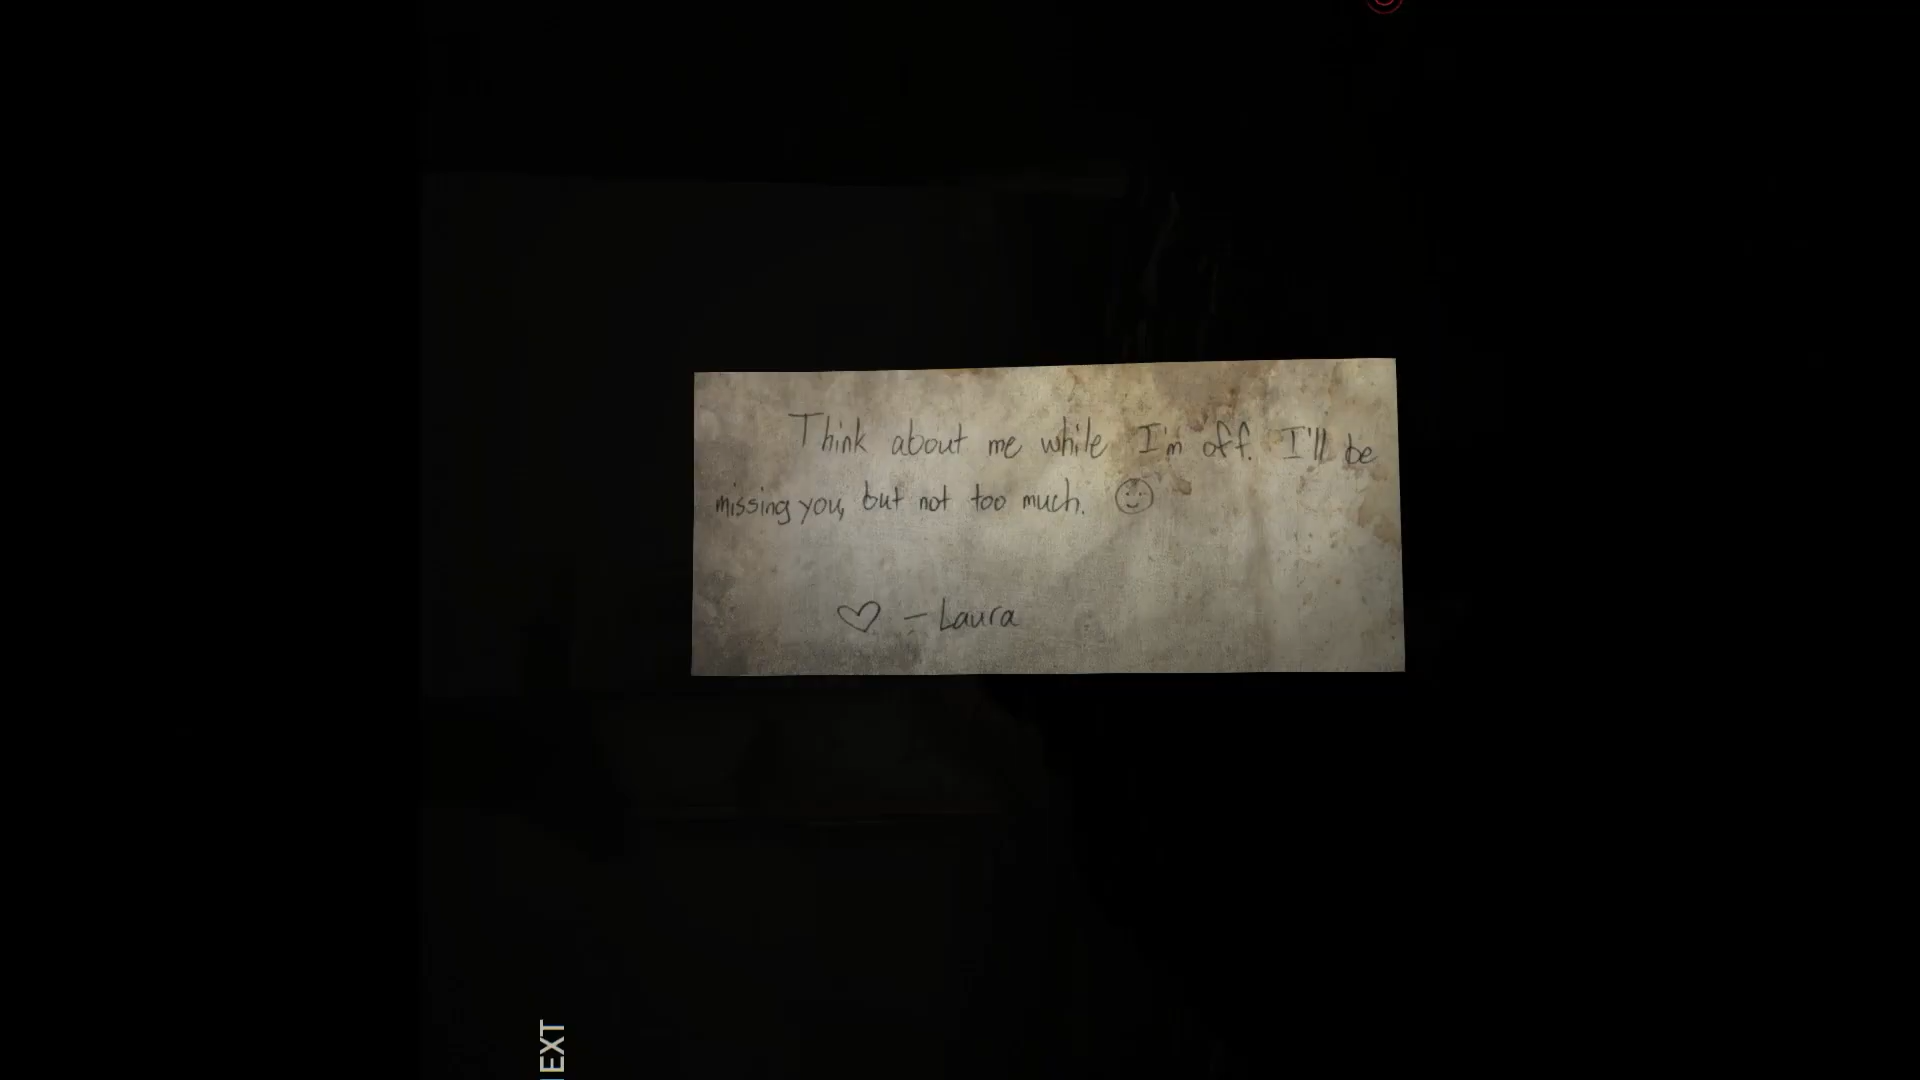 Think about me while I'm off. I'll be
missing you, but not too much.
– Laura
EXT